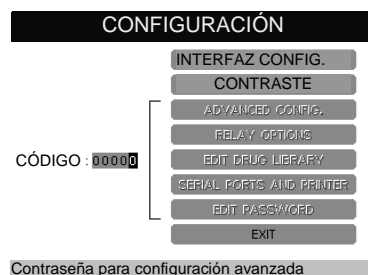 CONFIGURACIÓN
INTERFAZ CONFIG.
CONTRASTE
ADVANCED CONFIG.
RELAY OPTIONS
CÓDIGO : 00000
EDIT DRUG LIBRARY
SERIAL PORTS AND PRINTER
EDIT PASSWORD
EXIT
Contraseña para configuración avanzada